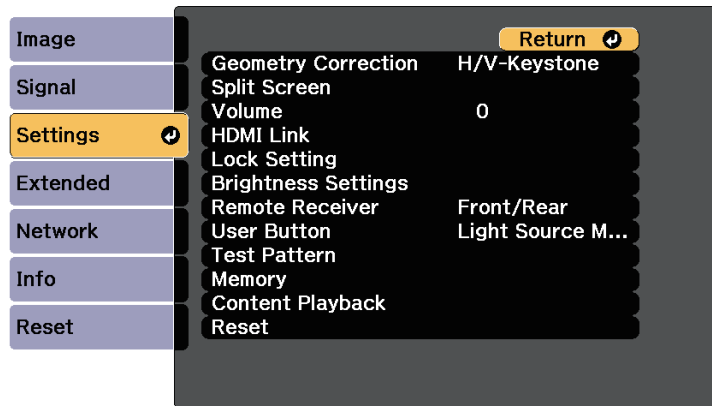 Image
Signal
Settings
Extended
Network
Info
Reset
Return
Geometry Correction H/V-Keystone
Split Screen
Volume 0
HDMI Link
Lock Setting
Brightness Settings
Remote Receiver Front/Rear
User Button Light Source M...
Test Pattern
Memory
Content Playback
Reset